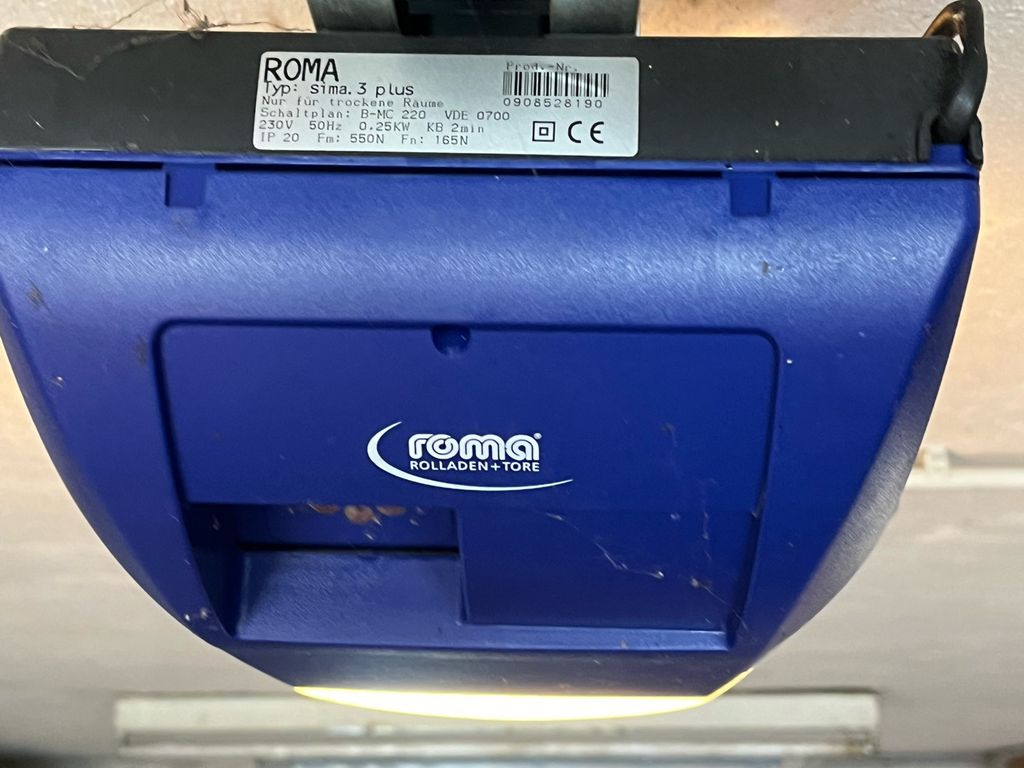 ROMA
Typ: sima.3 plus
Nur für trockene Räume
Schaltplan: B-MC 220 VDE 0700
230V 50Hz 0,25KW KB 2min
IP 20 Fm: 550N Fn: 165N
Prod.-Nr.
0908528190
CE
roma®
ROLLADEN+TORE